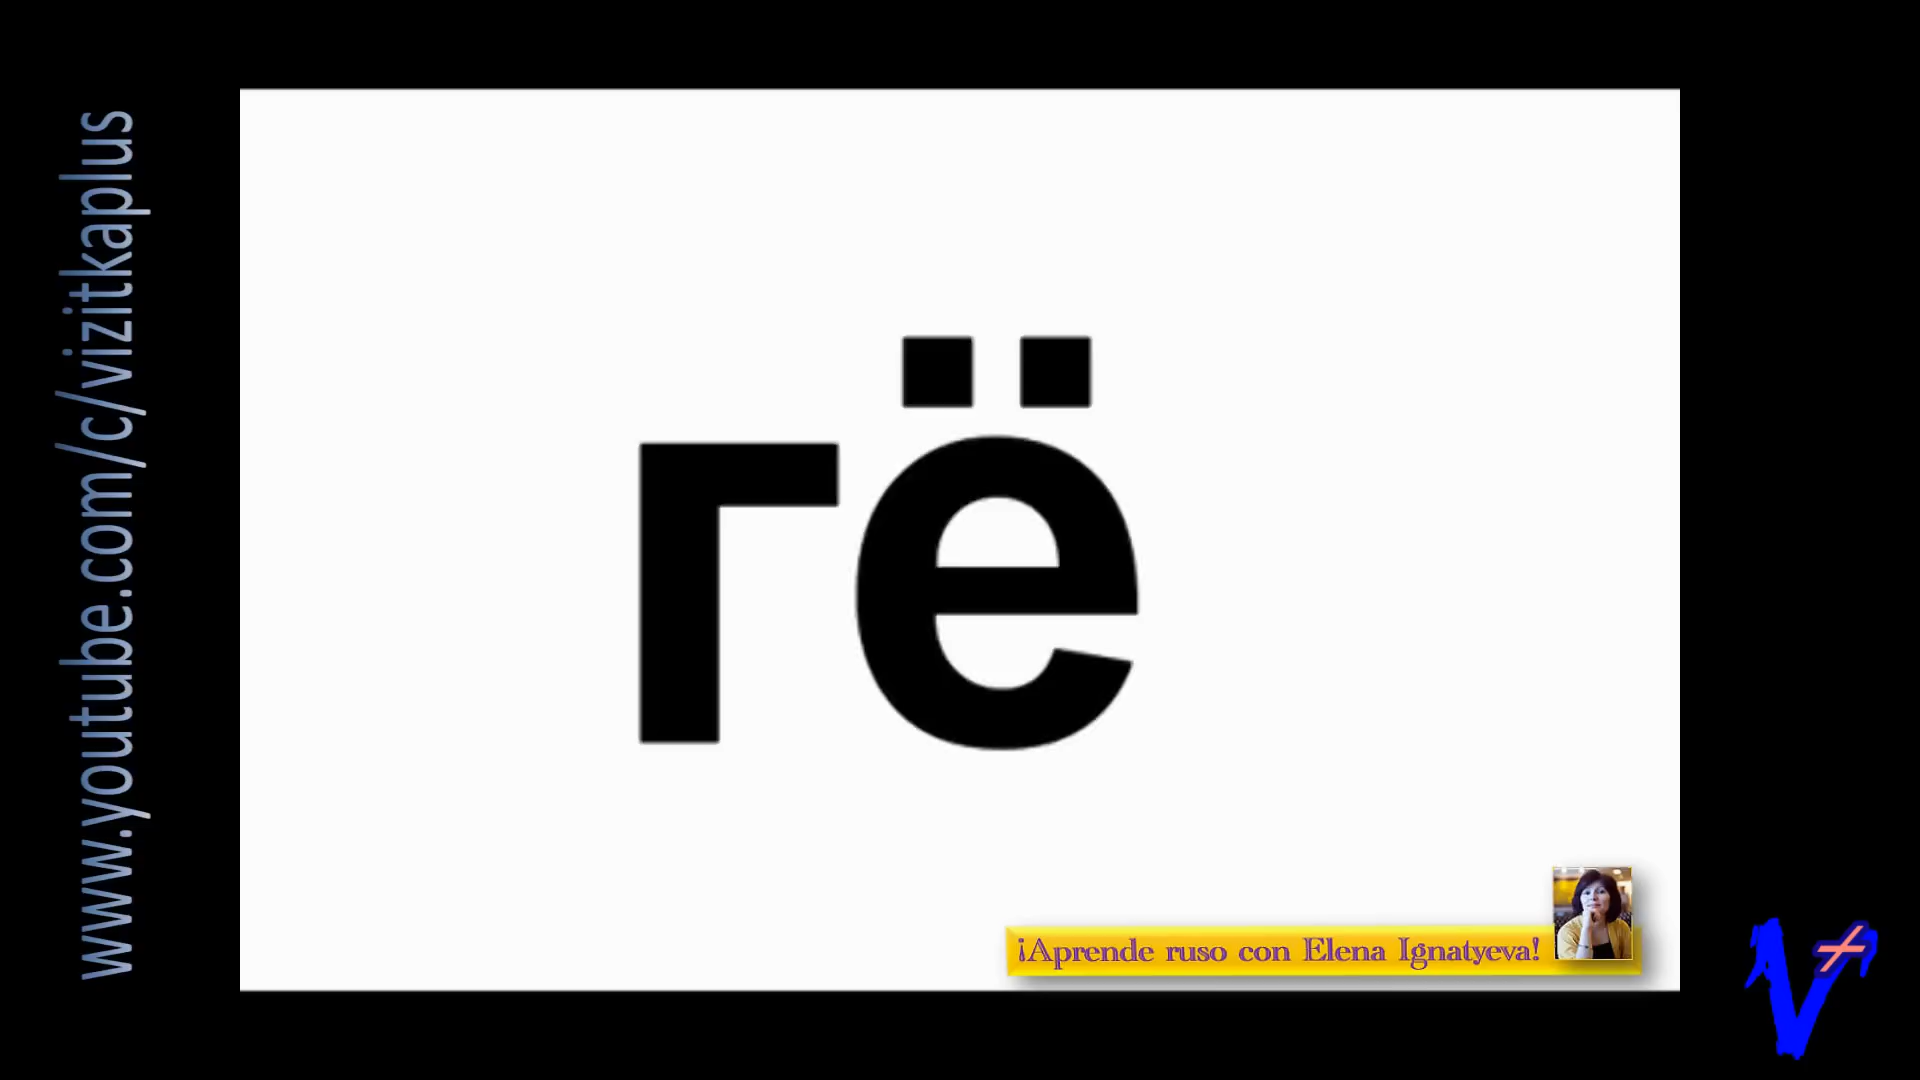 www.youtube.com/c/vizitkaplus
гё
¡Aprende ruso con Elena Ignatyeva!
V+